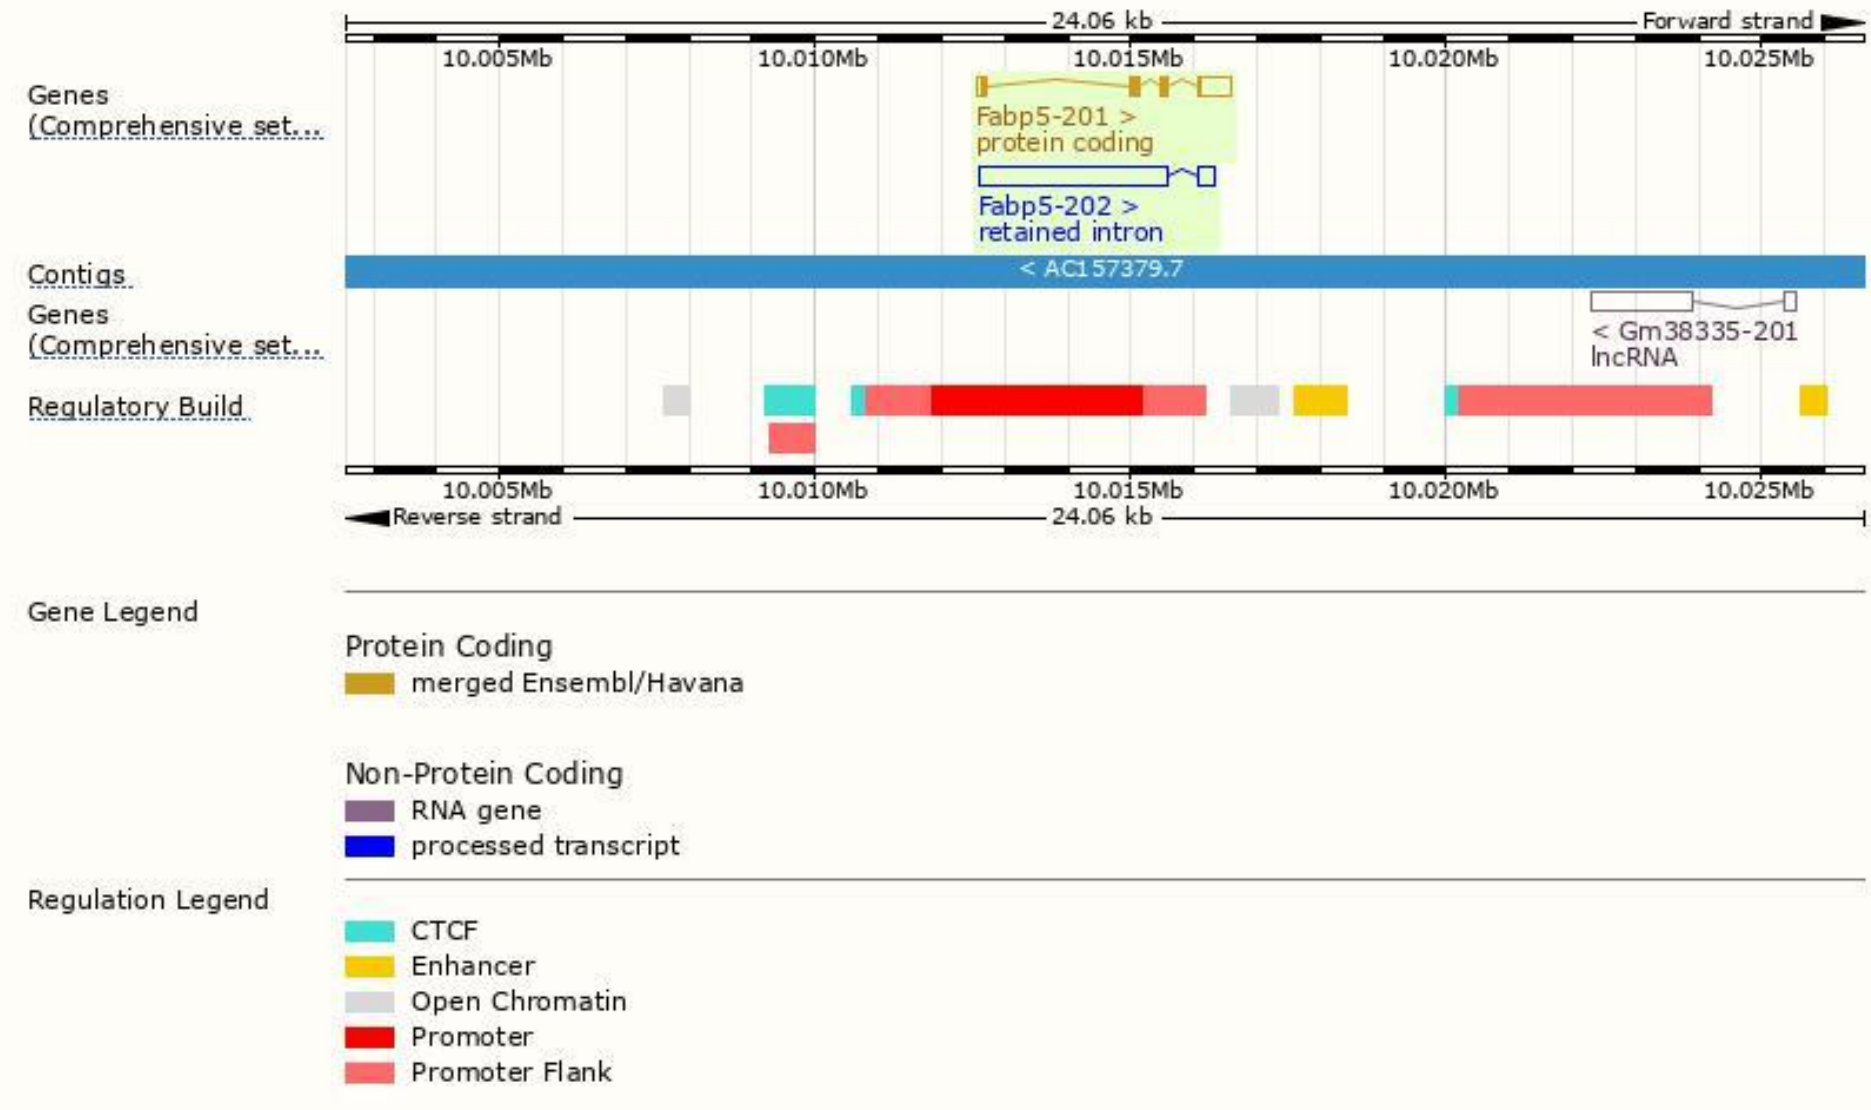 24.06 kb Forward strand
10.005Mb 10.010Mb 10.015Mb 10.020Mb 10.025Mb
Genes
(Comprehensive set...
Fabp5-201 >
protein coding
Fabp5-202 >
retained intron
Contigs < AC157379.7
Genes
(Comprehensive set...
< Gm38335-201
lncRNA
Regulatory Build
10.005Mb 10.010Mb 10.015Mb 10.020Mb 10.025Mb
Reverse strand 24.06 kb
Gene Legend
Protein Coding
merged Ensembl/Havana
Non-Protein Coding
RNA gene
processed transcript
Regulation Legend
CTCF
Enhancer
Open Chromatin
Promoter
Promoter Flank